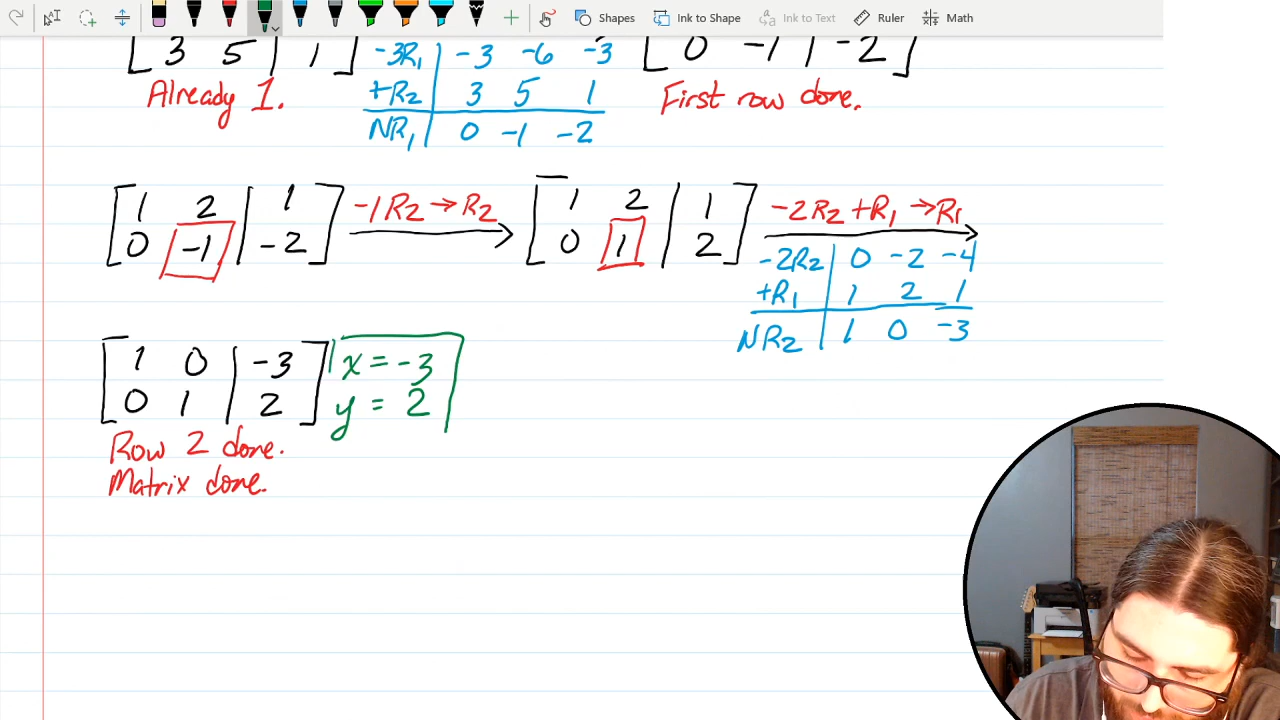 Shapes Ink to Shape Ink to Text Ruler Math
[ 3 5 | 1 ] -3R1 | -3 -6 -3 [ 0 -1 | -2 ]
Already 1. +R2 | 3 5 1 First row done.
NR1 | 0 -1 -2
[ 1 2 | 1 ] -1R2 → R2 [ 1 2 | 1 ] -2R2 + R1 → R1
[ 0 -1 | -2 ] [ 0 1 | 2 ] -2R2 | 0 -2 -4
+R1 | 1 2 1
NR2 | 1 0 -3
[ 1 0 | -3 ] x = -3
[ 0 1 | 2 ] y = 2
Row 2 done.
Matrix done.